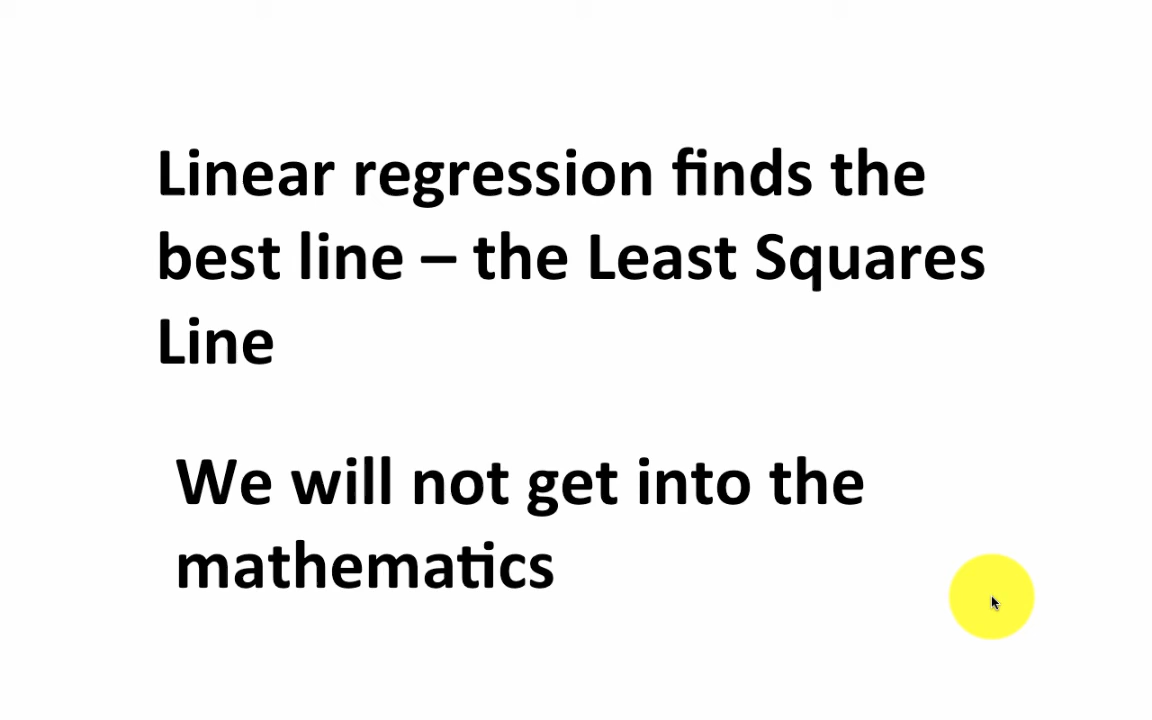 Linear regression finds the
best line – the Least Squares
Line
We will not get into the
mathematics